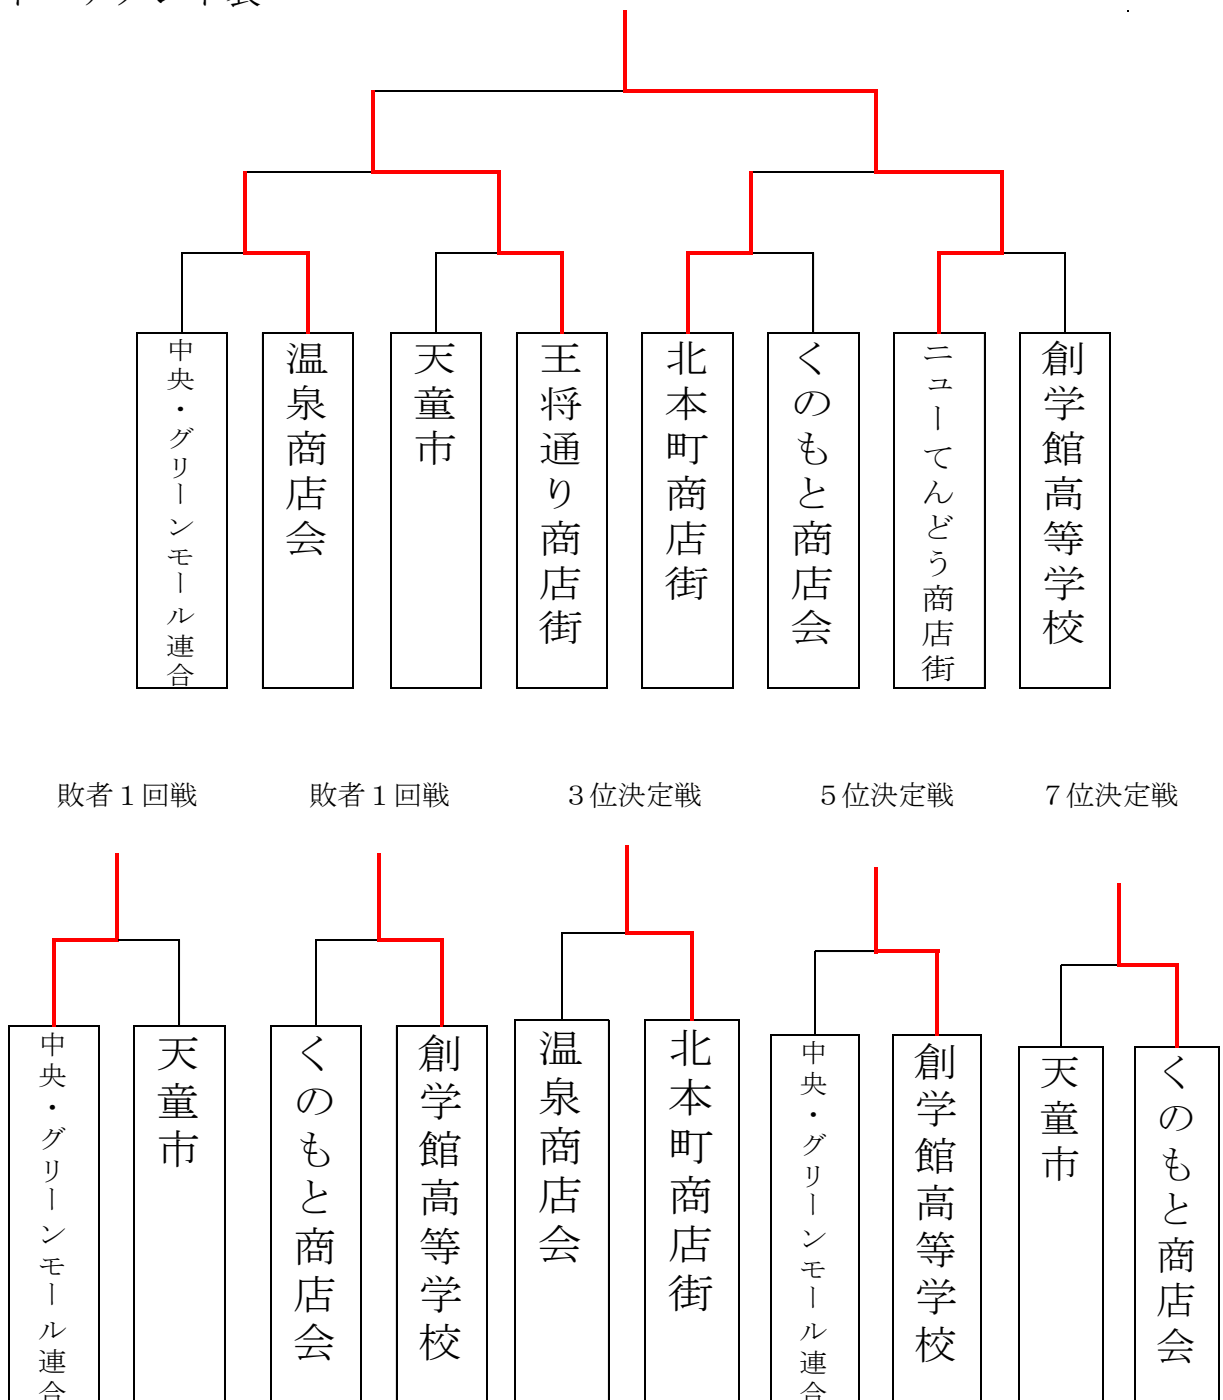 中央・グリーンモール連合
温泉商店会
天童市
王将通り商店街
北本町商店街
くのもと商店会
ニューてんどう商店街
創学館高等学校
敗者１回戦
敗者１回戦
３位決定戦
５位決定戦
７位決定戦
中央・グリーンモール連合
天童市
くのもと商店会
創学館高等学校
温泉商店会
北本町商店街
中央・グリーンモール連合
創学館高等学校
天童市
くのもと商店会